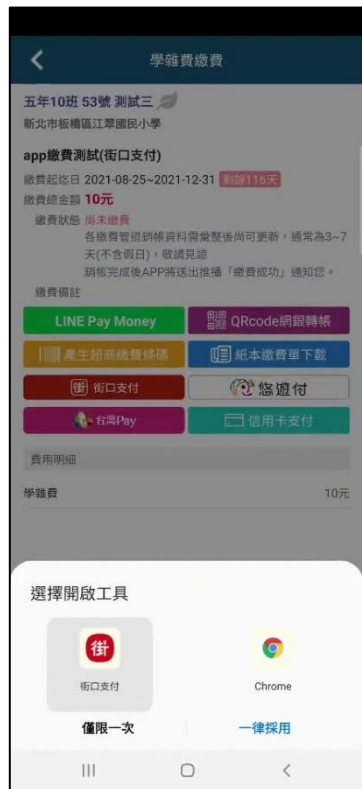 學雜費繳費
五年10班 53號 測試三
新北市板橋區江翠國民小學
app繳費測試(街口支付)
繳費起迄日 2021-08-25~2021-12-31 剩餘116天
繳費總金額 10元
繳費狀態 尚未繳費
各繳費管道銷帳資料需彙整後尚可更新，通常為3~7
天(不含假日)，敬請見諒
銷帳完成後APP將送出推播「繳費成功」通知您。
繳費備註
LINE Pay Money
QRcode網銀轉帳
產生超商繳費條碼
紙本繳費單下載
街 街口支付
悠遊付
台灣Pay
信用卡支付
費用明細
學雜費 10元
選擇開啟工具
街
街口支付
Chrome
僅限一次
一律採用